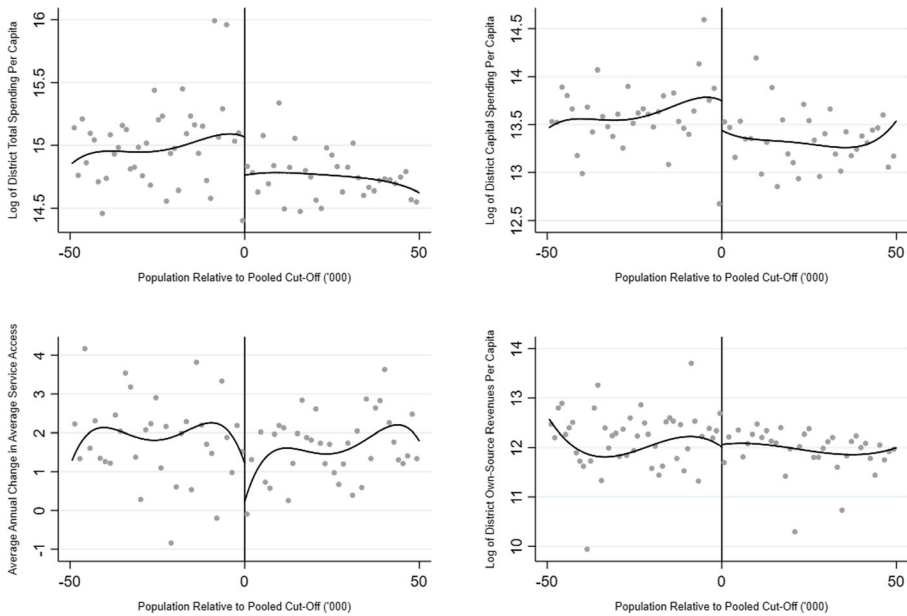 Log of District Total Spending Per Capita
16
15.5
15
14.5
-50 0 50
Population Relative to Pooled Cut-Off ('000)
Log of District Capital Spending Per Capita
14.5
14
13.5
13
12.5
-50 0 50
Population Relative to Pooled Cut-Off ('000)
Average Annual Change in Average Service Access
4
3
2
1
0
-1
-50 0 50
Population Relative to Pooled Cut-Off ('000)
Log of District Own-Source Revenues Per Capita
14
13
12
11
10
-50 0 50
Population Relative to Pooled Cut-Off ('000)